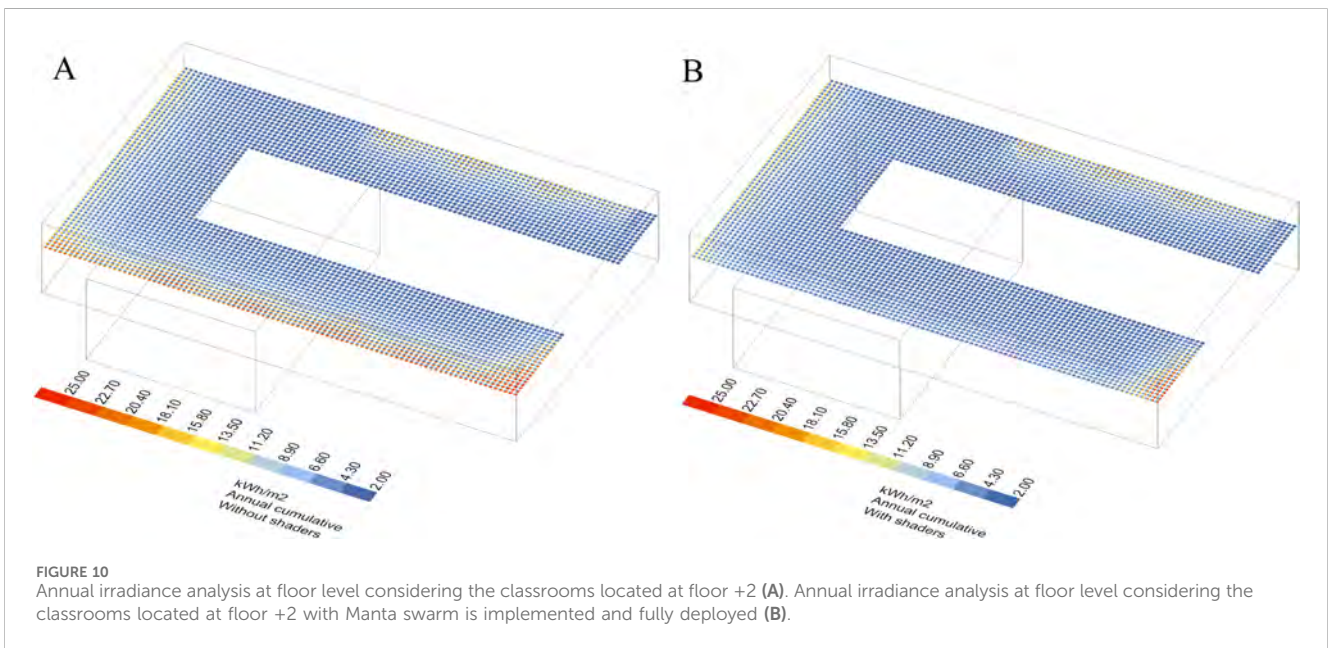 A
B
25.00
22.70
20.40
18.10
15.80
13.50
11.20
8.90
6.60
4.30
2.00
kWh/m2
Annual cumulative
Without shaders
25.00
22.70
20.40
18.10
15.80
13.50
11.20
8.90
6.60
4.30
2.00
kWh/m2
Annual cumulative
With shaders
FIGURE 10
Annual irradiance analysis at floor level considering the classrooms located at floor +2 (A). Annual irradiance analysis at floor level considering the
classrooms located at floor +2 with Manta swarm is implemented and fully deployed (B).